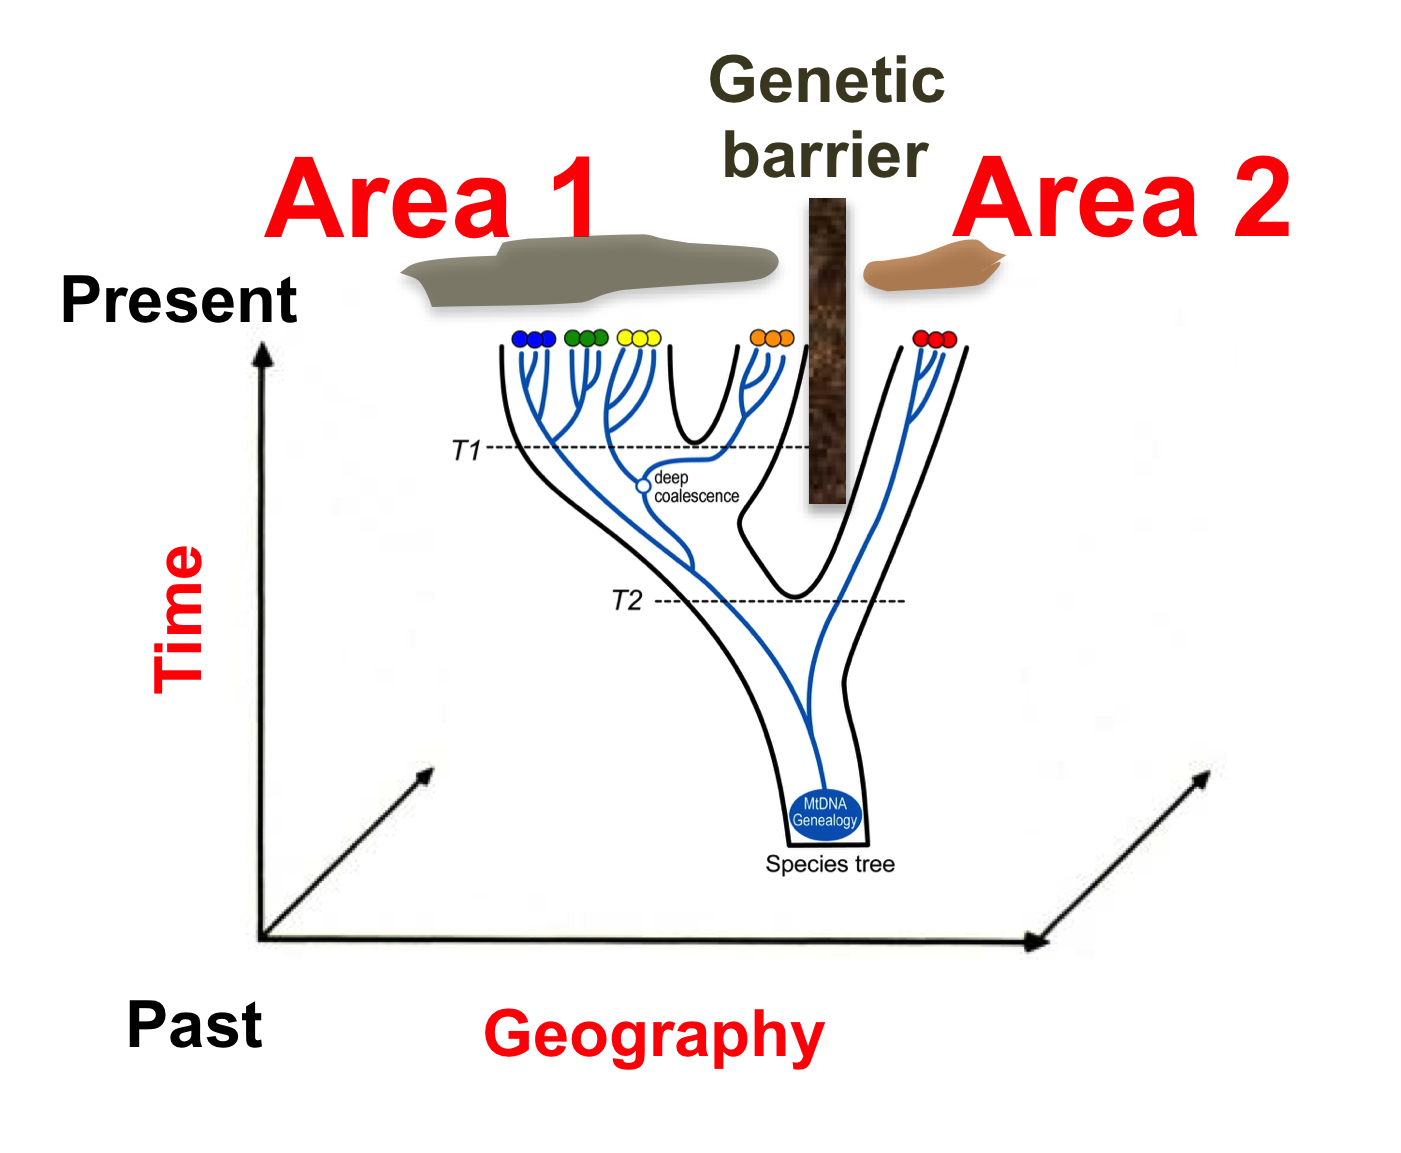 Genetic
barrier
Area 1
Area 2
Present
T1
deep
coalescence
T2
Time
MtDNA
Genealogy
Species tree
Past
Geography